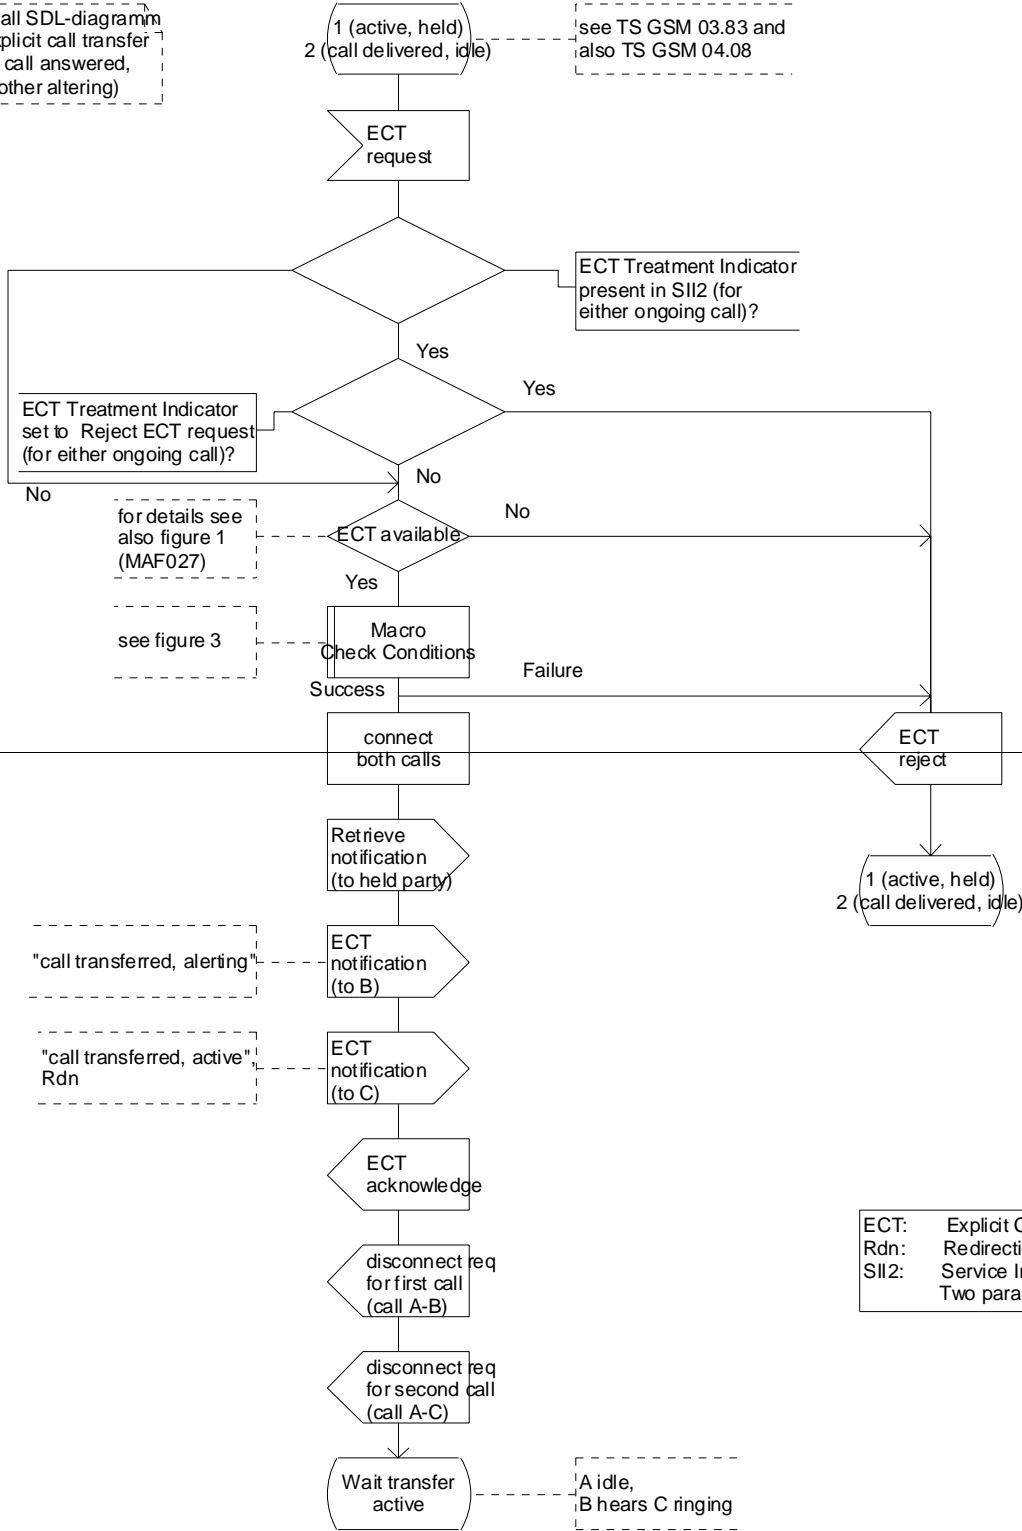 all SDL-diagramm
plicit call transfer
call answered,
other altering)
1 (active, held)
2 (call delivered, idle)
see TS GSM 03.83 and
also TS GSM 04.08
ECT
request
ECT Treatment Indicator
present in SII2 (for
either ongoing call)?
Yes
Yes
ECT Treatment Indicator
set to Reject ECT request
(for either ongoing call)?
No
No
for details see
also figure 1
(MAF027)
ECT available
No
Yes
see figure 3
Macro
Check Conditions
Failure
Success
connect
both calls
ECT
reject
Retrieve
notification
(to held party)
1 (active, held)
2 (call delivered, idle)
"call transferred, alerting"
ECT
notification
(to B)
"call transferred, active",
Rdn
ECT
notification
(to C)
ECT
acknowledge
ECT: Explicit
Rdn: Redirecti
SII2: Service
Two para
disconnect req
for first call
(call A-B)
disconnect req
for second call
(call A-C)
Wait transfer
active
A idle,
B hears C ringing